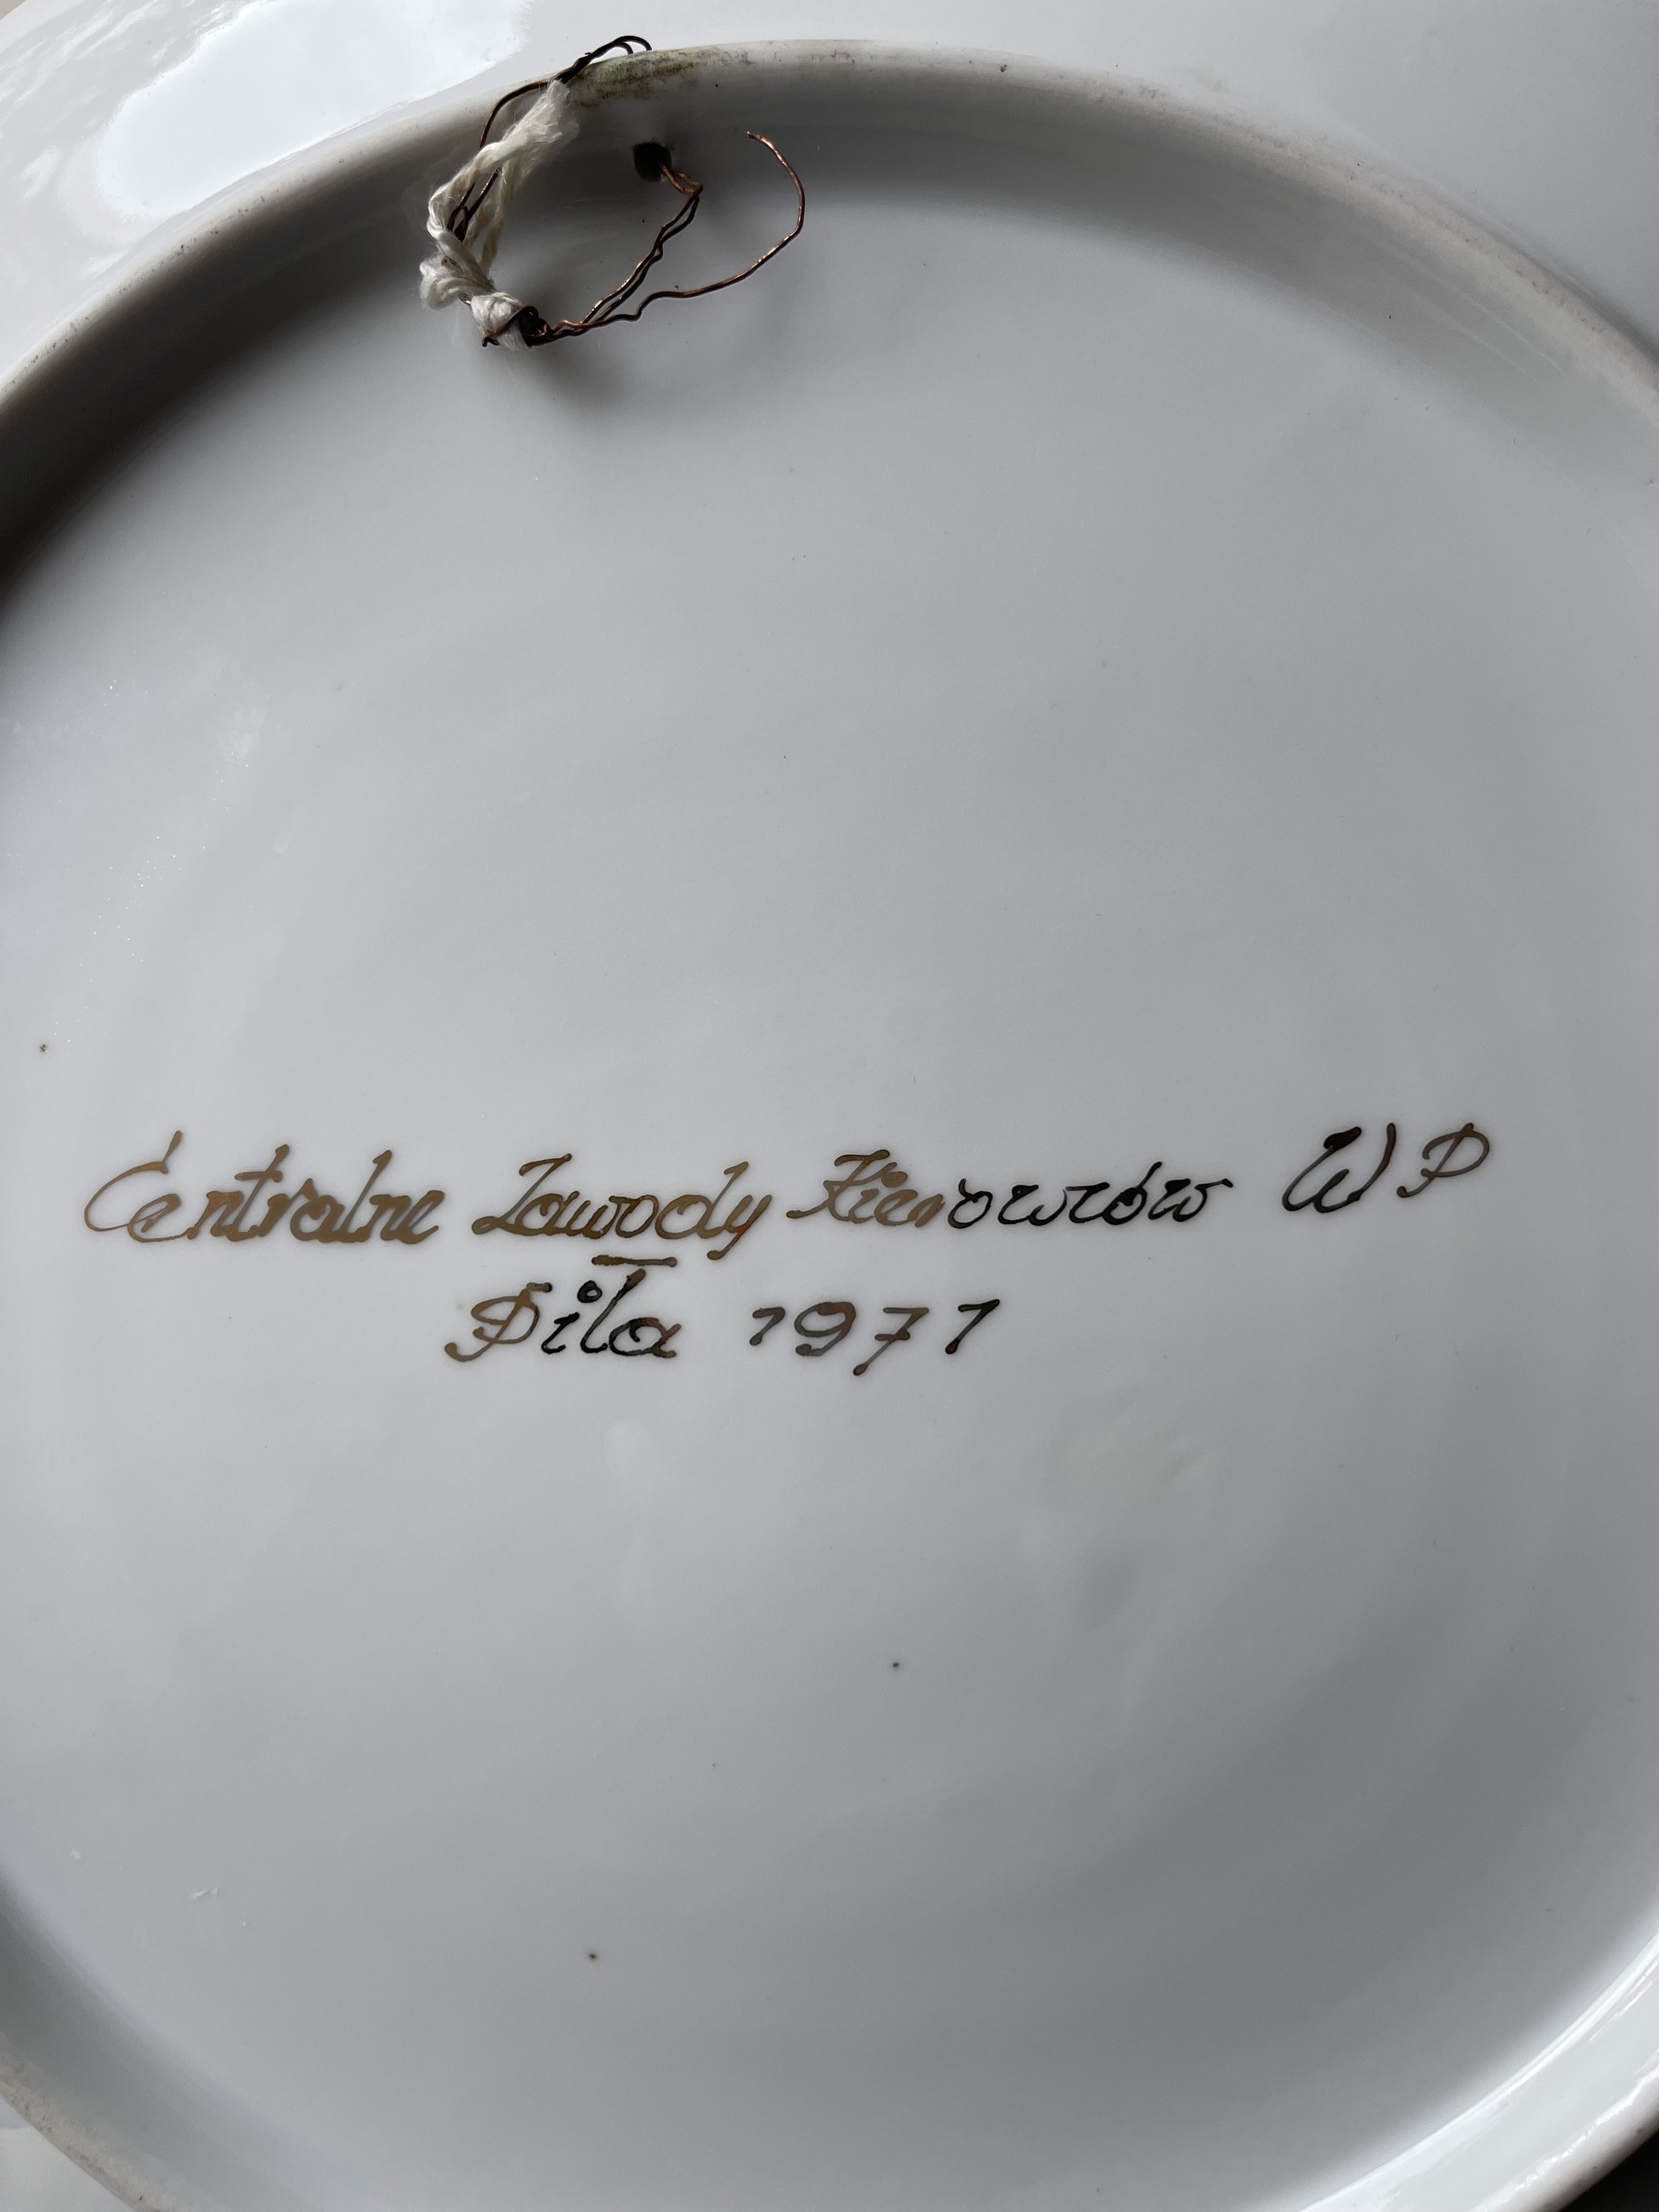 Centralne Zawody Kierowców WP
Piła 1971